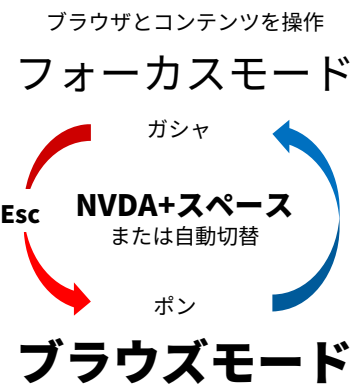 ブラウザとコンテンツを操作
フォーカスモード
ガシャ
Esc
NVDA+スペース
または自動切替
ポン
ブラウズモード